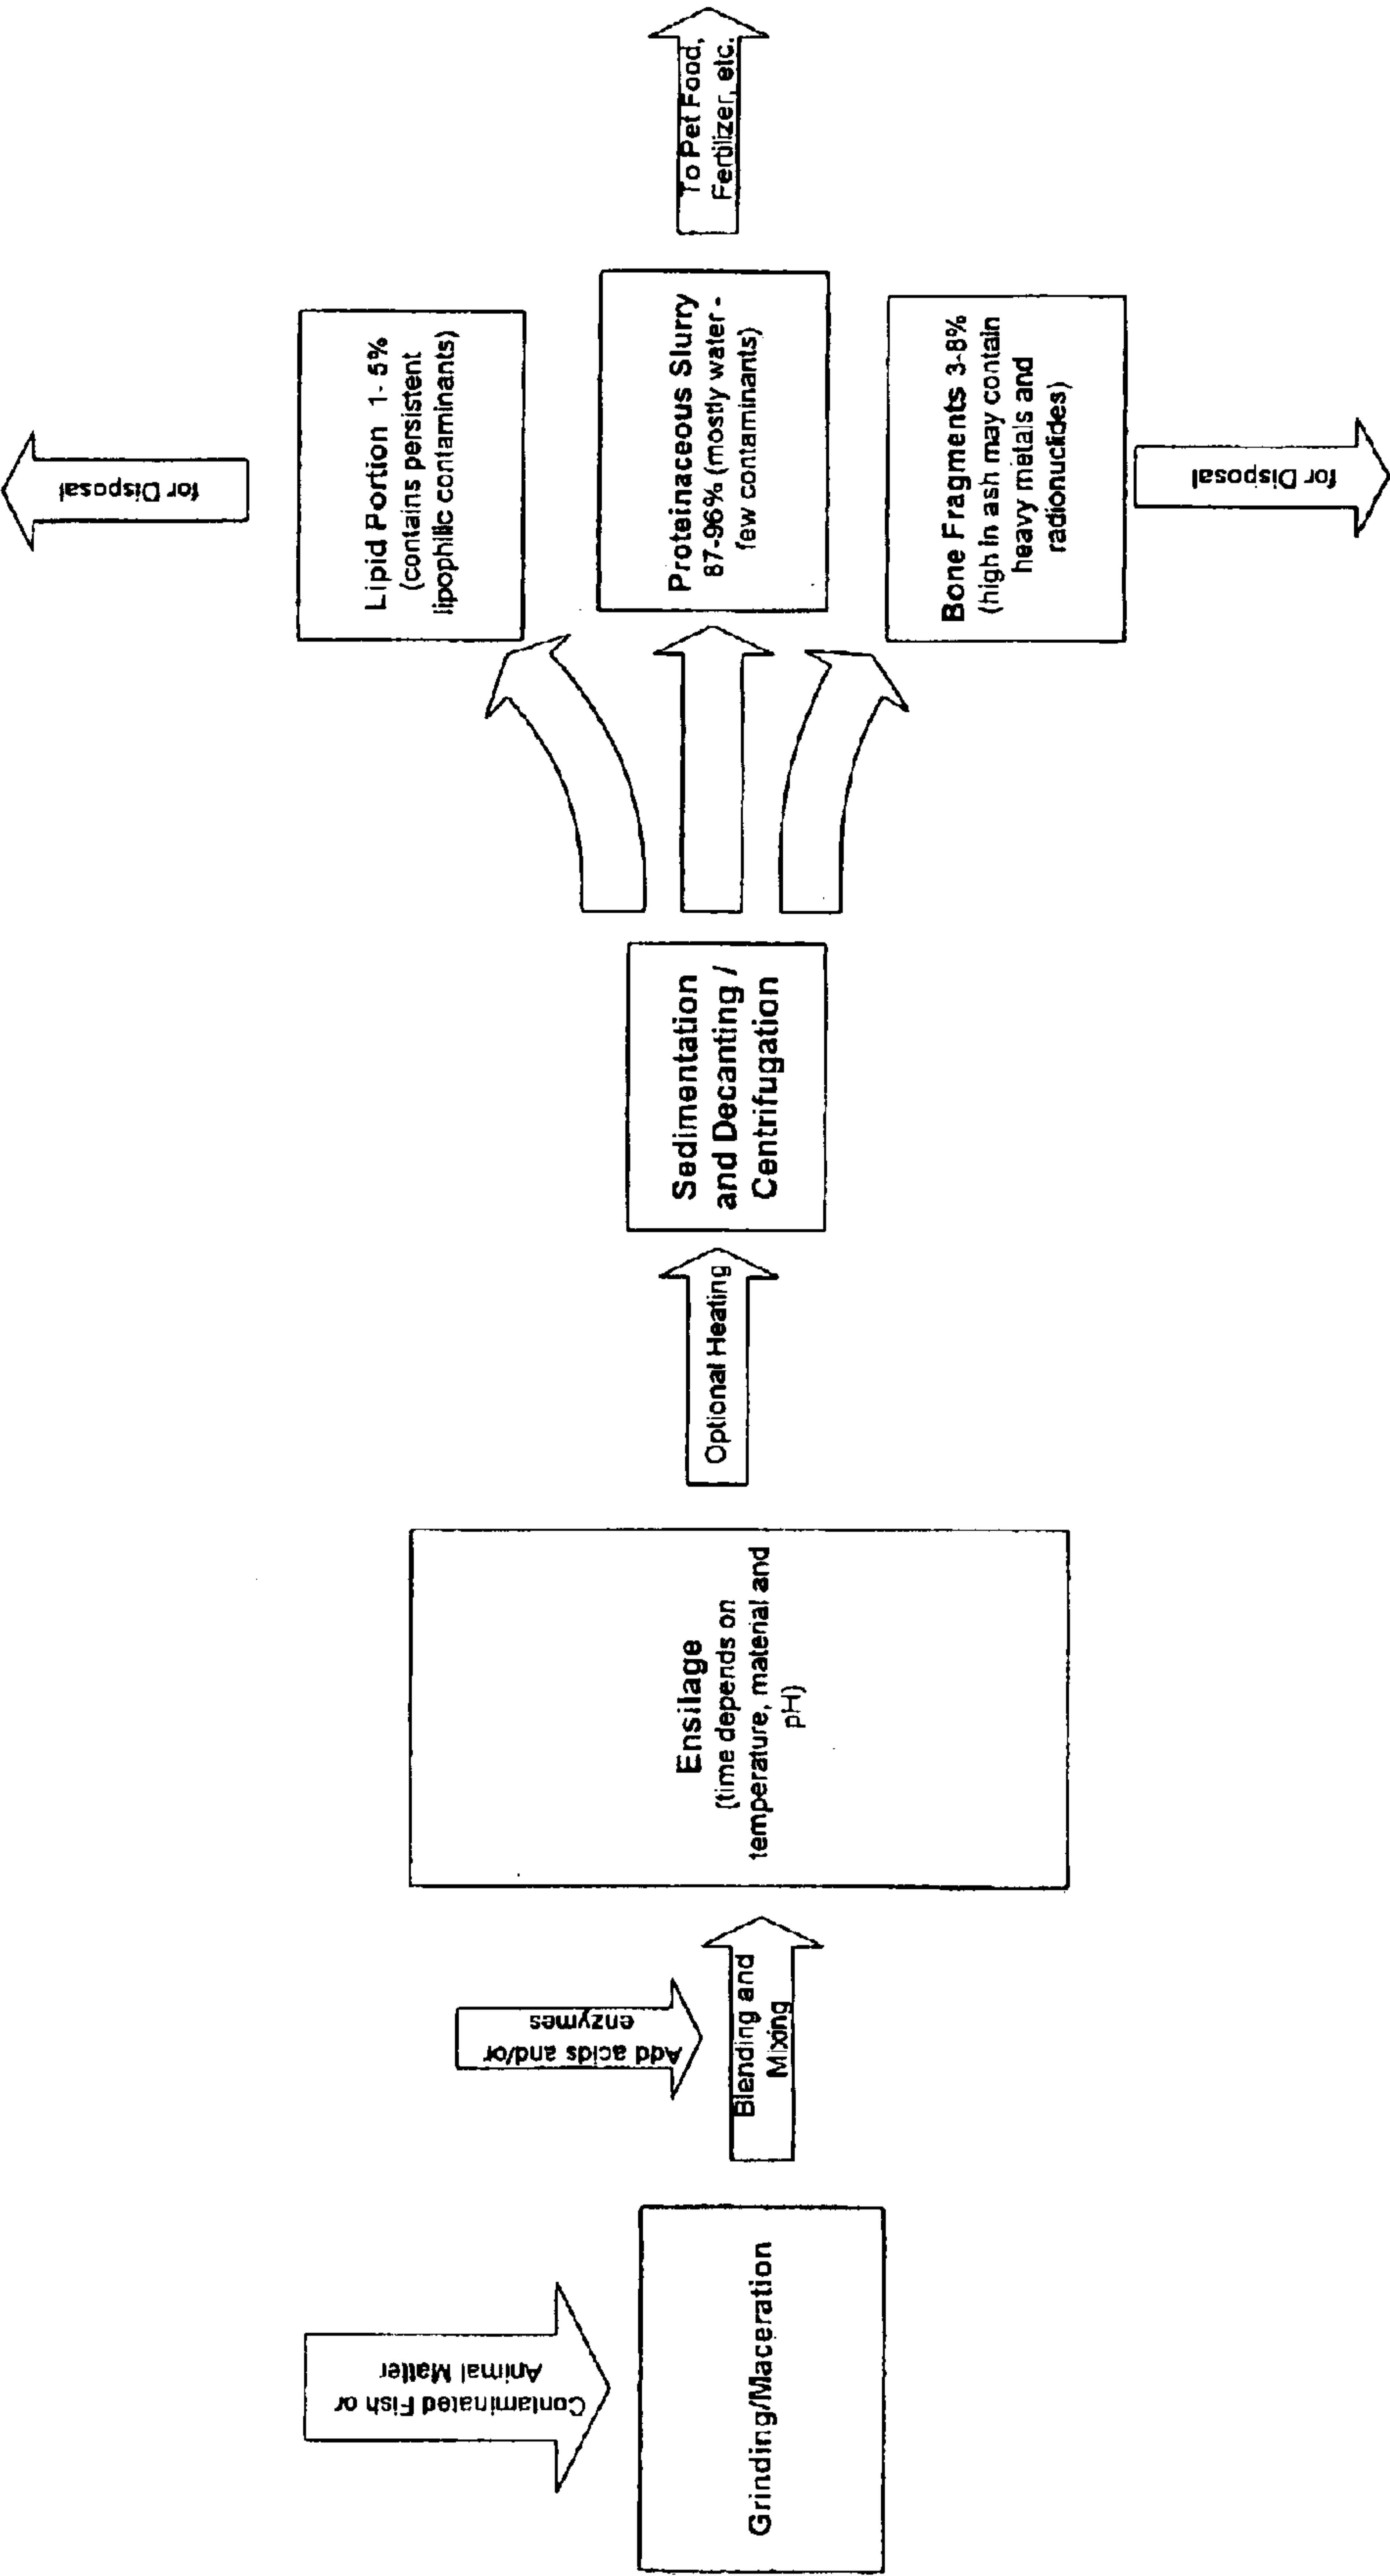 Contaminated Fish or
Animal Matter
Grinding/Maceration
Add acids and/or
enzymes
Blending and
Mixing
Ensilage
(time depends on
temperature, material and
pH)
Optional Heating
Sedimentation
and Decanting /
Centrifugation
for Disposal
Lipid Portion 1-5%
(contains persistent
lipophilic contaminants)
Proteinaceous Slurry
87-96% (mostly water -
few contaminants)
To Pet Food,
Fertilizer, etc.
Bone Fragments 3-8%
(high in ash may contain
heavy metals and
radionuclides)
for Disposal